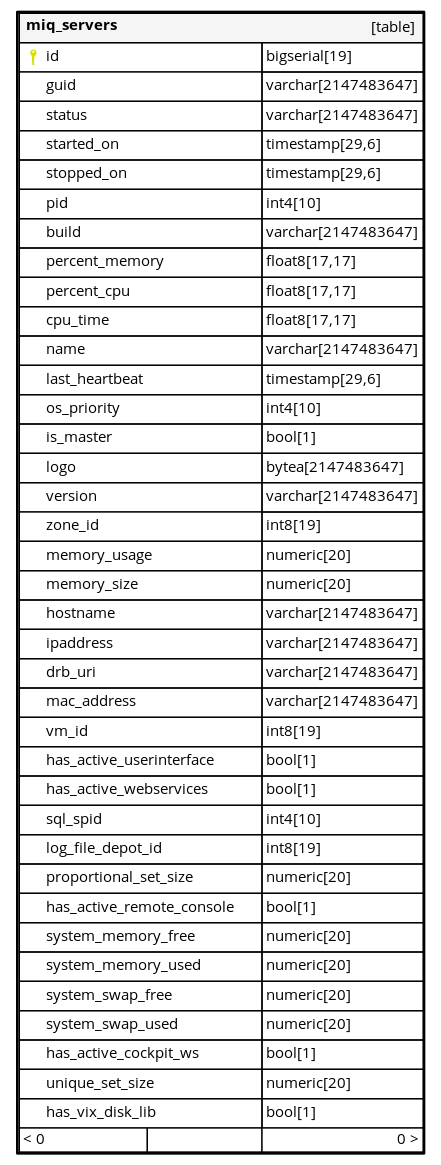 miq_servers [table]
id bigserial[19]
guid varchar[2147483647]
status varchar[2147483647]
started_on timestamp[29,6]
stopped_on timestamp[29,6]
pid int4[10]
build varchar[2147483647]
percent_memory float8[17,17]
percent_cpu float8[17,17]
cpu_time float8[17,17]
name varchar[2147483647]
last_heartbeat timestamp[29,6]
os_priority int4[10]
is_master bool[1]
logo bytea[2147483647]
version varchar[2147483647]
zone_id int8[19]
memory_usage numeric[20]
memory_size numeric[20]
hostname varchar[2147483647]
ipaddress varchar[2147483647]
drb_uri varchar[2147483647]
mac_address varchar[2147483647]
vm_id int8[19]
has_active_userinterface bool[1]
has_active_webservices bool[1]
sql_spid int4[10]
log_file_depot_id int8[19]
proportional_set_size numeric[20]
has_active_remote_console bool[1]
system_memory_free numeric[20]
system_memory_used numeric[20]
system_swap_free numeric[20]
system_swap_used numeric[20]
has_active_cockpit_ws bool[1]
unique_set_size numeric[20]
has_vix_disk_lib bool[1]
< 0 0 >